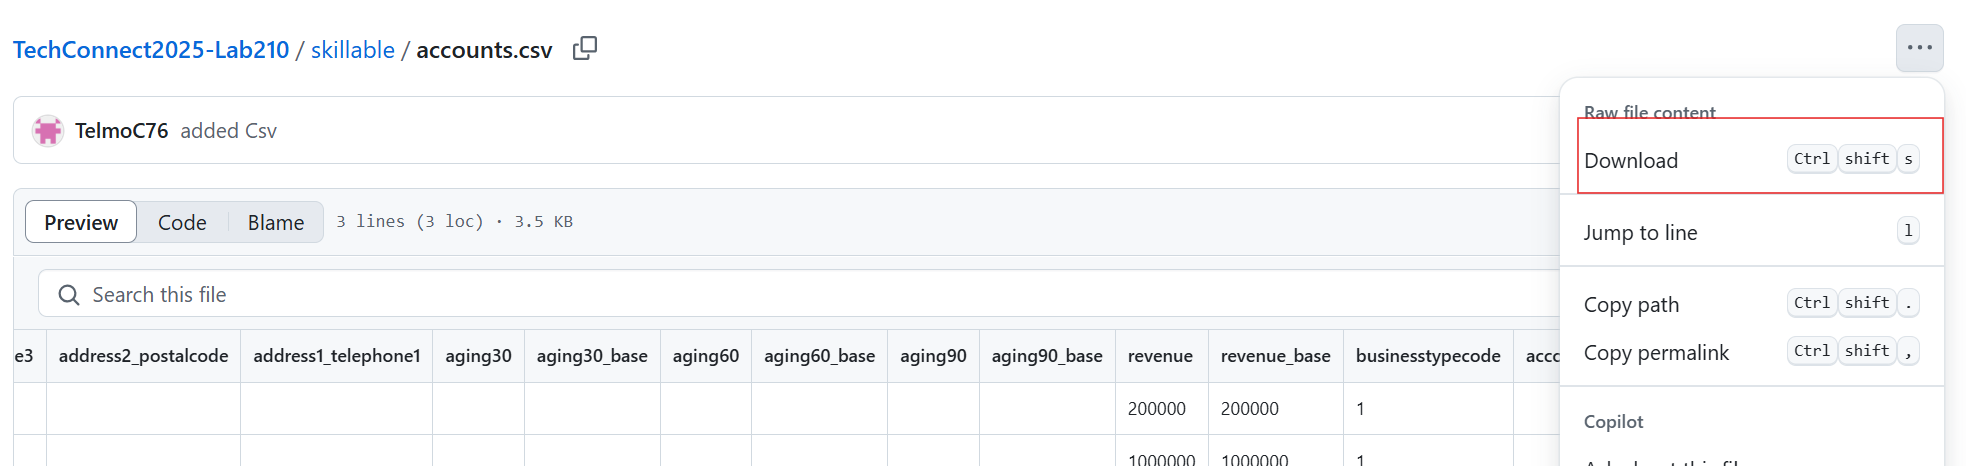 TechConnect2025-Lab210 / skillable / accounts.csv
TelmoC76 added Csv
Preview Code Blame 3 lines (3 loc) · 3.5 KB
Search this file
e3 address2_postalcode address1_telephone1 aging30 aging30_base aging60 aging60_base aging90 aging90_base revenue revenue_base businesstypecode
200000 200000 1
1000000 1000000 1
Raw file content
Download Ctrl shift s
Jump to line l
Copy path Ctrl shift .
Copy permalink Ctrl shift ,
Copilot